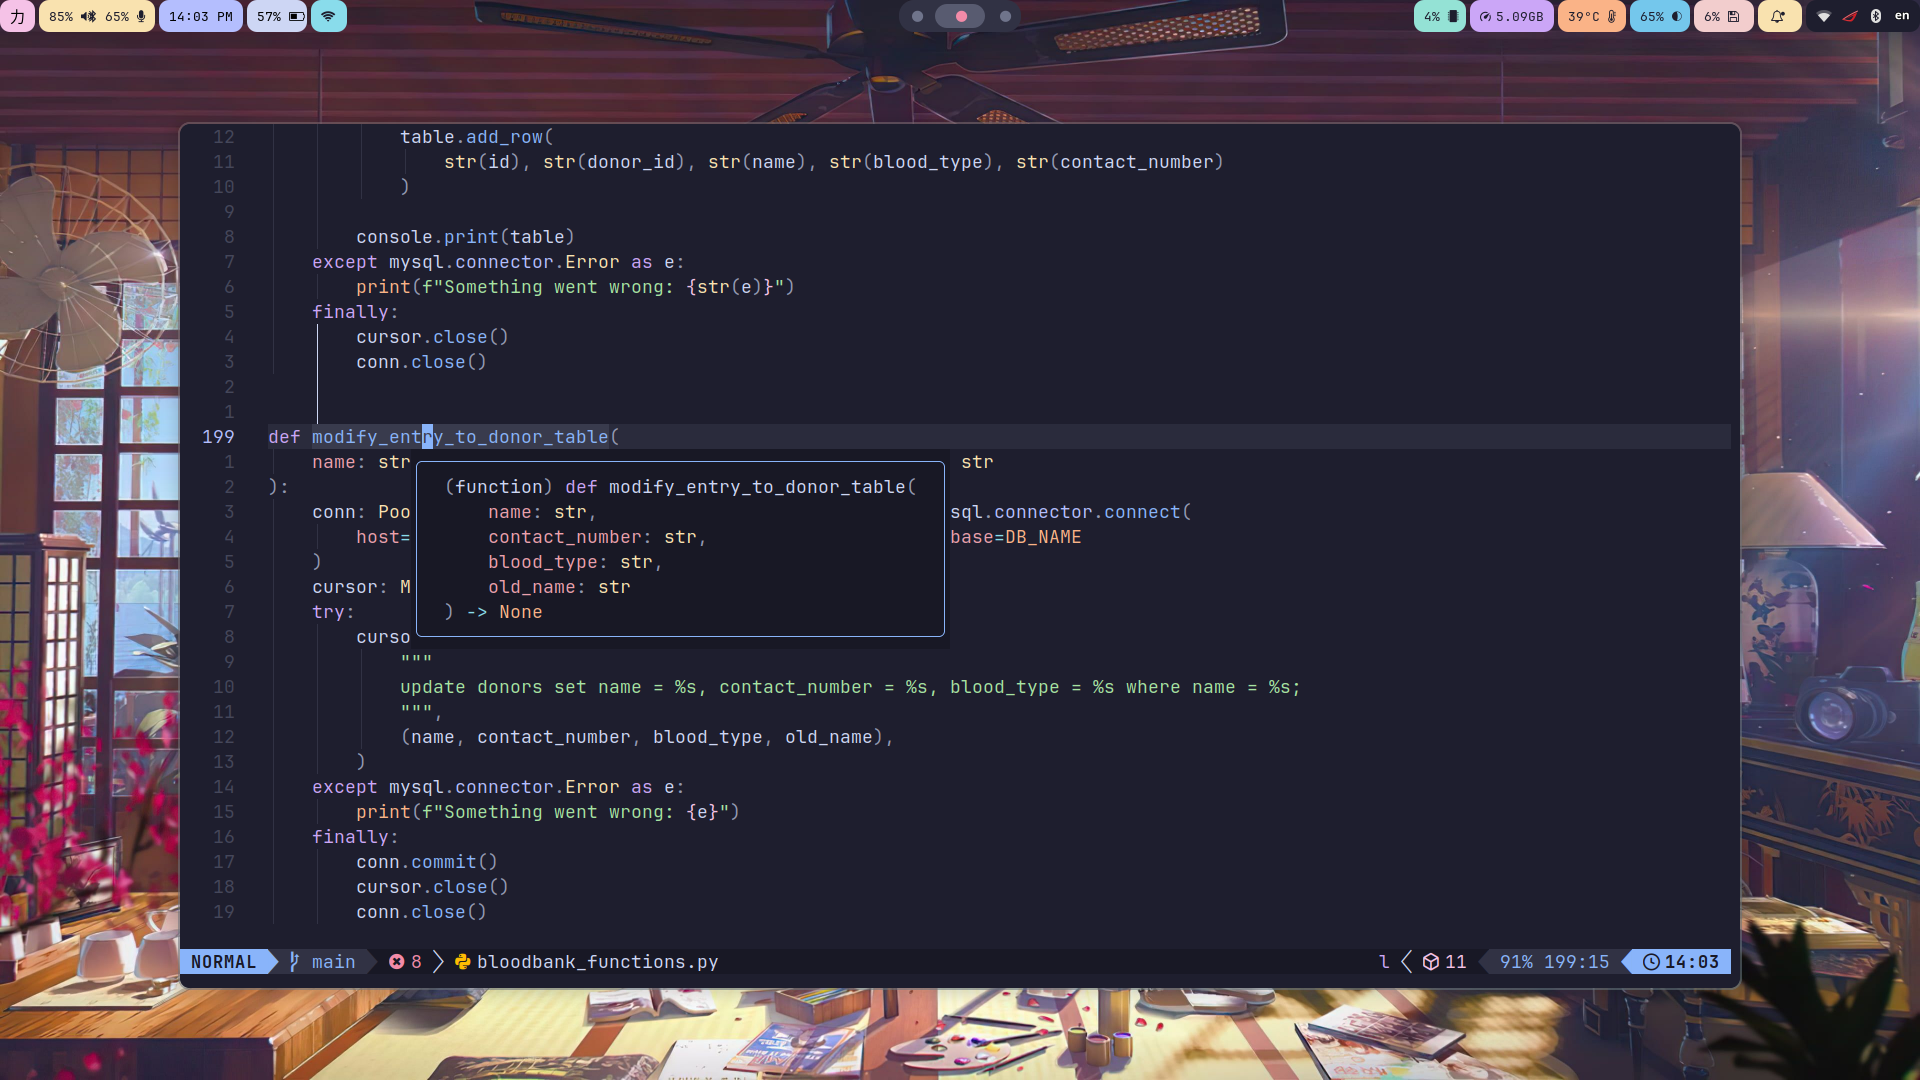 力 85% 65% 14:03 PM 57% 4% 5.09GB 39°C 65% 6% en
12 table.add_row(
11 str(id), str(donor_id), str(name), str(blood_type), str(contact_number)
10 )
9
8 console.print(table)
7 except mysql.connector.Error as e:
6 print(f"Something went wrong: {str(e)}")
5 finally:
4 cursor.close()
3 conn.close()
2
1
199 def modify_entry_to_donor_table(
1 name: str str
2 ):
(function) def modify_entry_to_donor_table(
name: str,
contact_number: str,
blood_type: str,
old_name: str
) -> None
3 conn: Poo sql.connector.connect(
4 host= base=DB_NAME
5 )
6 cursor: M
7 try:
8 curso
9 """
10 update donors set name = %s, contact_number = %s, blood_type = %s where name = %s;
11 """,
12 (name, contact_number, blood_type, old_name),
13 )
14 except mysql.connector.Error as e:
15 print(f"Something went wrong: {e}")
16 finally:
17 conn.commit()
18 cursor.close()
19 conn.close()
NORMAL main 8 bloodbank_functions.py l 11 91% 199:15 14:03